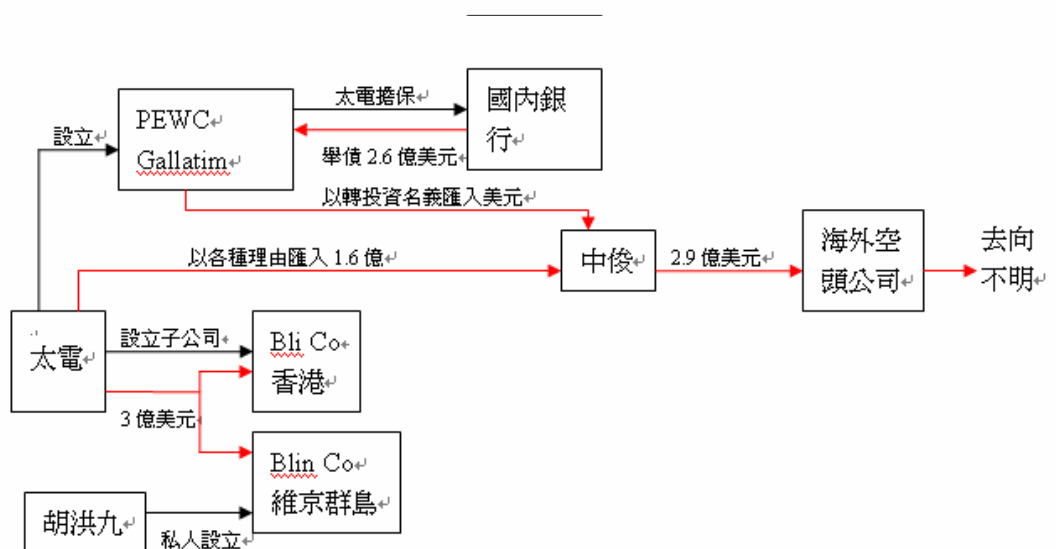 太電擔保
國內銀
行
PEWC
Gallatim
設立
舉債 2.6 億美元
以轉投資名義匯入美元
中俊
2.9 億美元
海外空
頭公司
去向
不明
以各種理由匯入 1.6 億
太電
設立子公司
Bli Co
香港
3 億美元
Blin Co
維京群島
胡洪九
私人設立